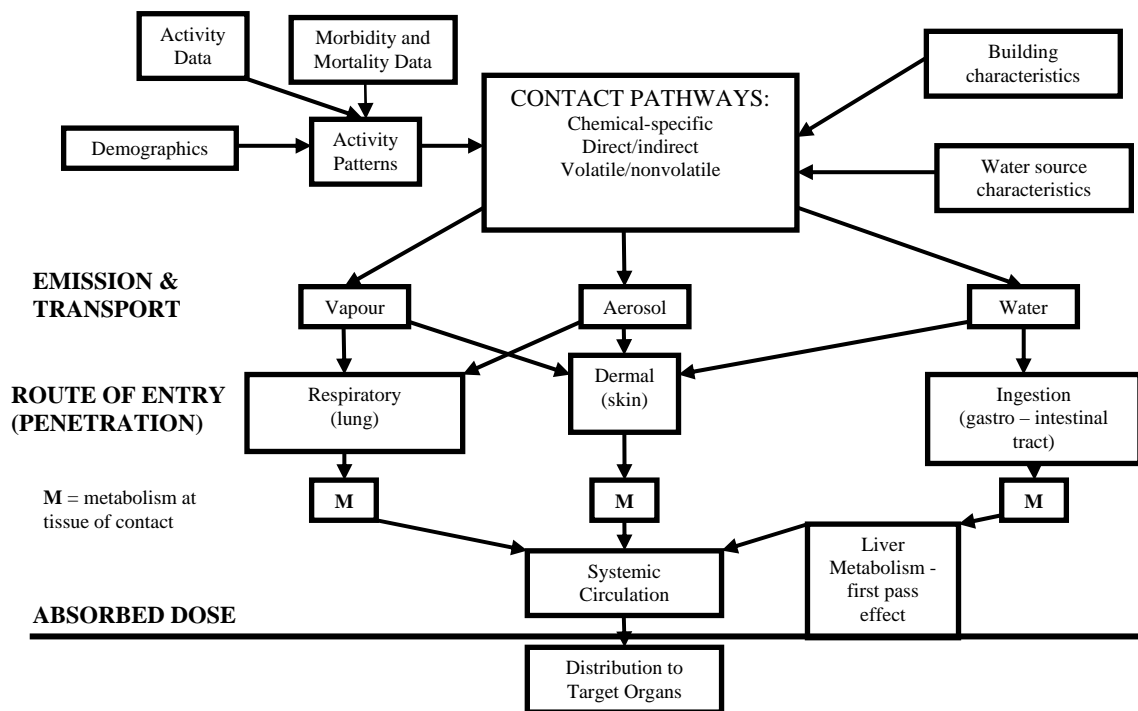 Activity
Data
Morbidity and
Mortality Data
Building
characteristics
CONTACT PATHWAYS:
Chemical-specific
Direct/indirect
Volatile/nonvolatile
Demographics
Activity
Patterns
Water source
characteristics
EMISSION &
TRANSPORT
Vapour
Aerosol
Water
ROUTE OF ENTRY
(PENETRATION)
Respiratory
(lung)
Dermal
(skin)
Ingestion
(gastro – intestinal
tract)
M = metabolism at
tissue of contact
M
M
M
Systemic
Circulation
Liver
Metabolism -
first pass
effect
ABSORBED DOSE
Distribution to
Target Organs